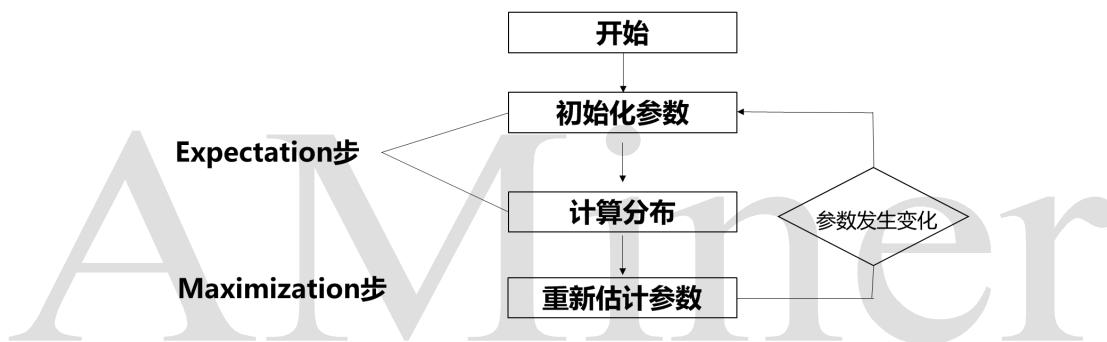 开始
初始化参数
Expectation步
计算分布
参数发生变化
Maximization步
重新估计参数
AMiner